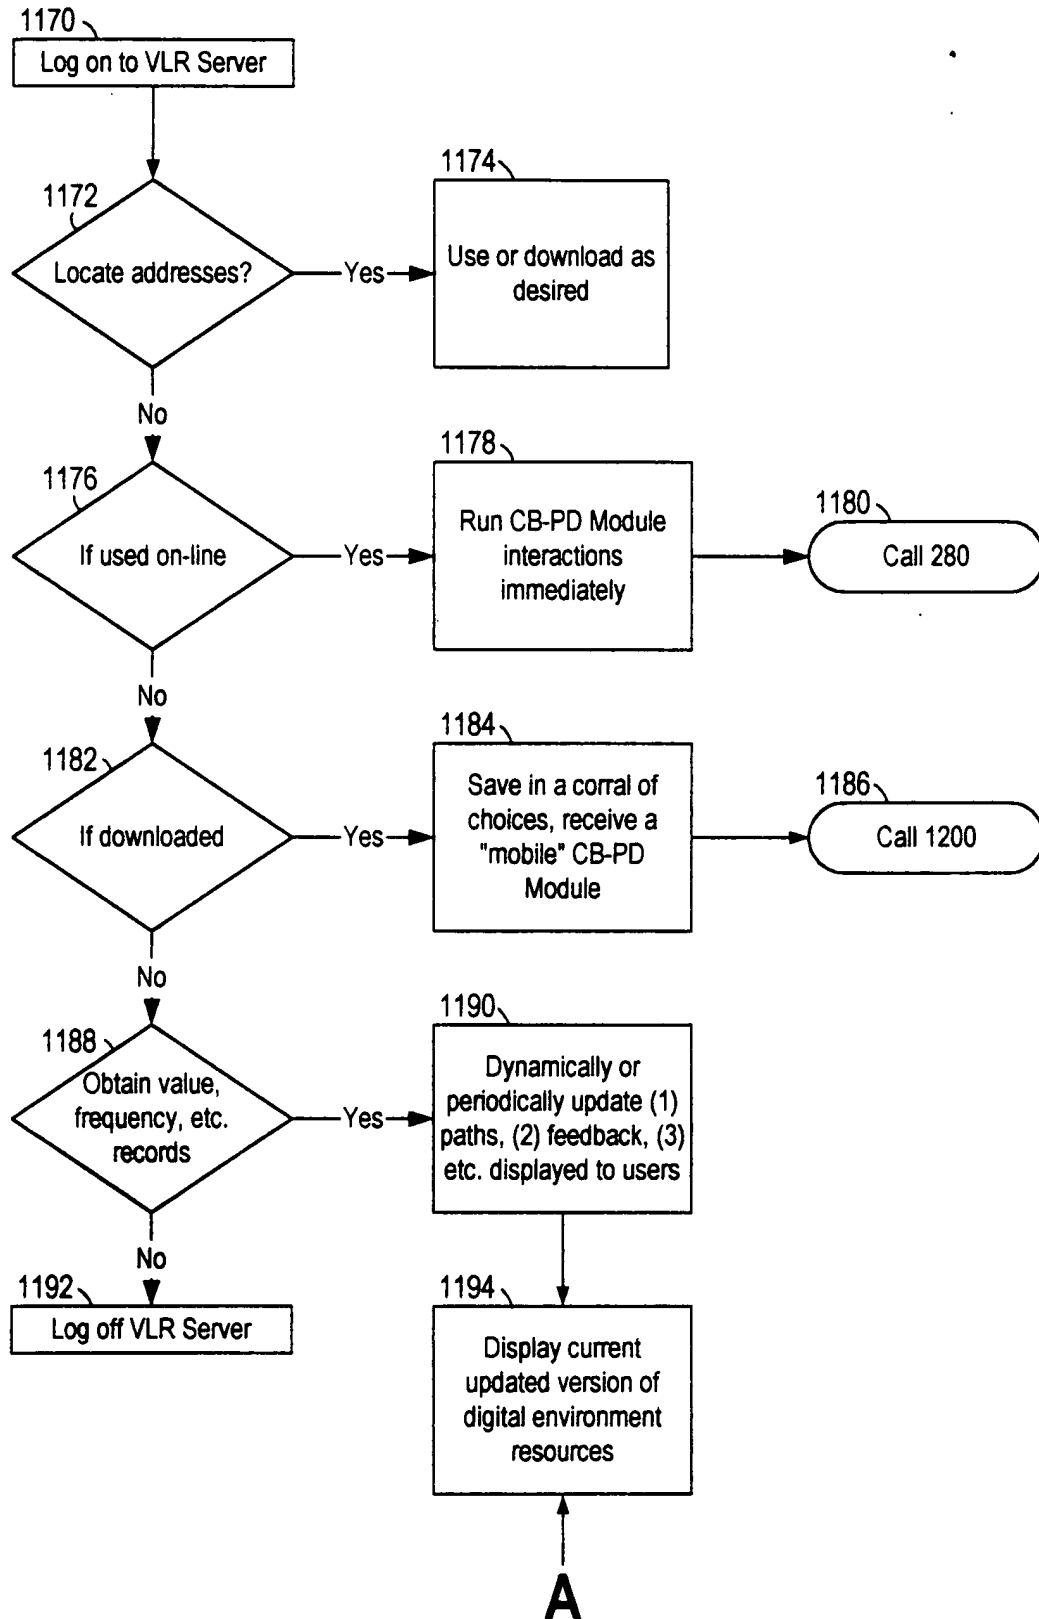 1170
Log on to VLR Server
1172
Locate addresses?
Yes
1174
Use or download as
desired
No
1176
If used on-line
Yes
1178
Run CB-PD Module
interactions
immediately
1180
Call 280
No
1182
If downloaded
Yes
1184
Save in a corral of
choices, receive a
"mobile" CB-PD
Module
1186
Call 1200
No
1188
Obtain value,
frequency, etc.
records
Yes
1190
Dynamically or
periodically update (1)
paths, (2) feedback, (3)
etc. displayed to users
No
1192
Log off VLR Server
1194
Display current
updated version of
digital environment
resources
A